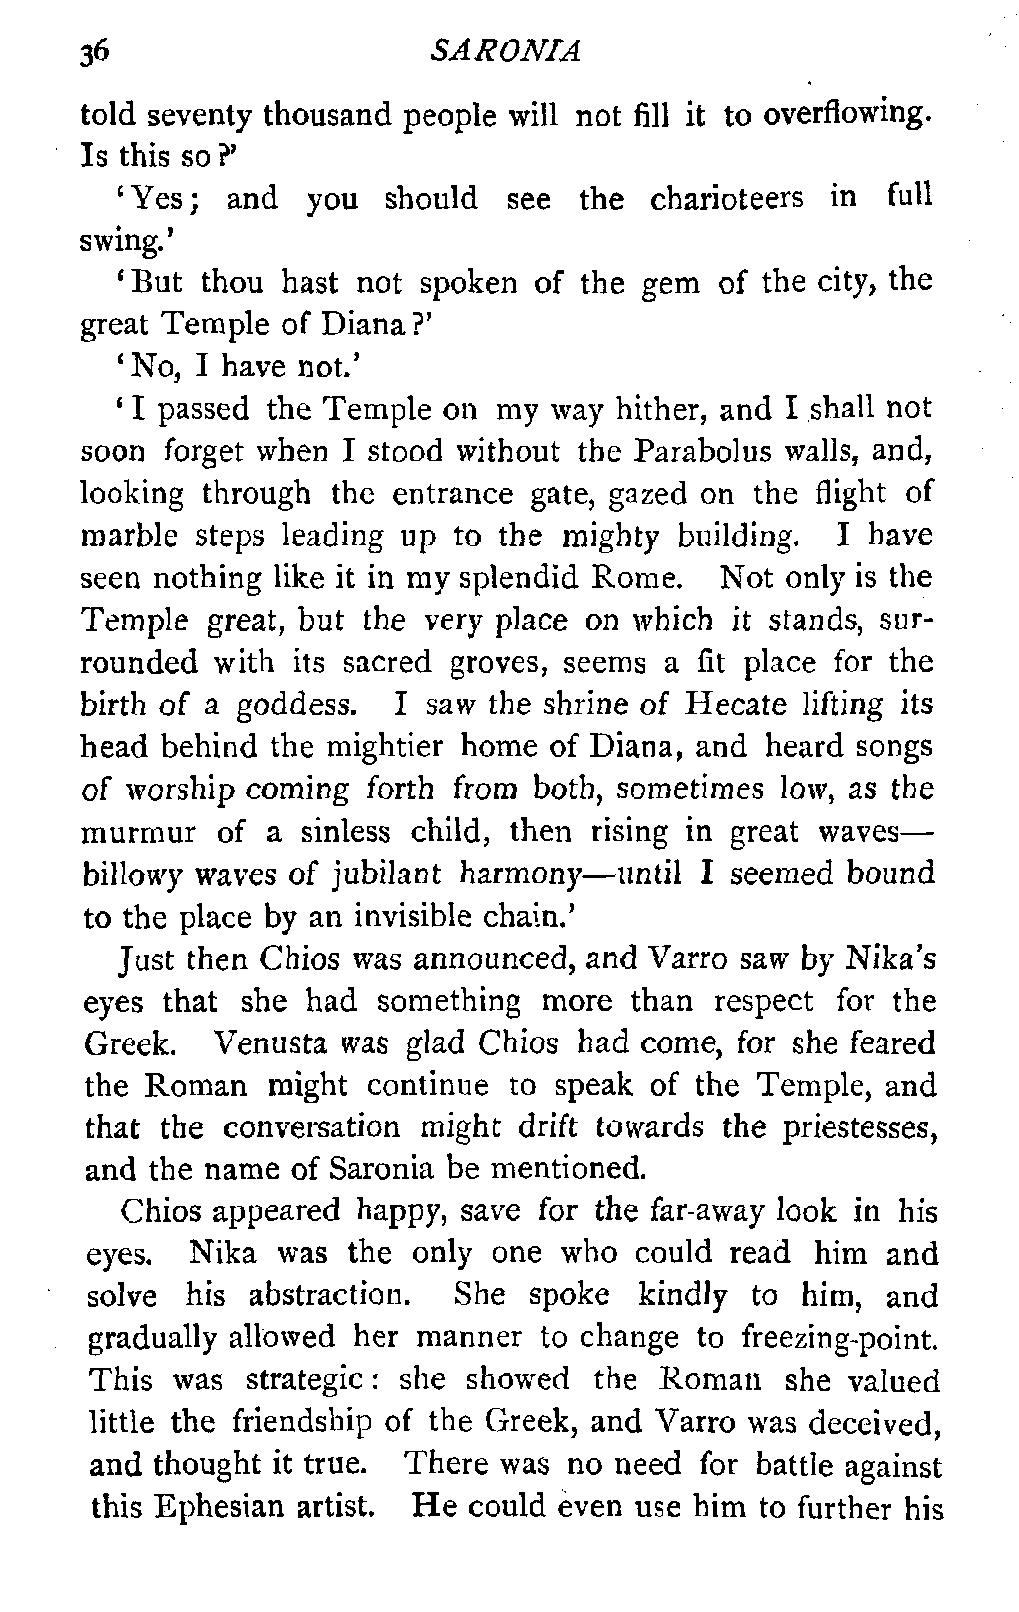 36 SARONIA
told seventy thousand people will not fill it to overflowing.
Is this so?'
'Yes; and you should see the charioteers in full
swing.'
'But thou hast not spoken of the gem of the city, the
great Temple of Diana?'
'No, I have not.'
'I passed the Temple on my way hither, and I shall not
soon forget when I stood without the Parabolus walls, and,
looking through the entrance gate, gazed on the flight of
marble steps leading up to the mighty building. I have
seen nothing like it in my splendid Rome. Not only is the
Temple great, but the very place on which it stands, sur-
rounded with its sacred groves, seems a fit place for the
birth of a goddess. I saw the shrine of Hecate lifting its
head behind the mightier home of Diana, and heard songs
of worship coming forth from both, sometimes low, as the
murmur of a sinless child, then rising in great waves—
billowy waves of jubilant harmony—until I seemed bound
to the place by an invisible chain.'
Just then Chios was announced, and Varro saw by Nika's
eyes that she had something more than respect for the
Greek. Venusta was glad Chios had come, for she feared
the Roman might continue to speak of the Temple, and
that the conversation might drift towards the priestesses,
and the name of Saronia be mentioned.
Chios appeared happy, save for the far-away look in his
eyes. Nika was the only one who could read him and
solve his abstraction. She spoke kindly to him, and
gradually allowed her manner to change to freezing-point.
This was strategic: she showed the Roman she valued
little the friendship of the Greek, and Varro was deceived,
and thought it true. There was no need for battle against
this Ephesian artist. He could even use him to further his